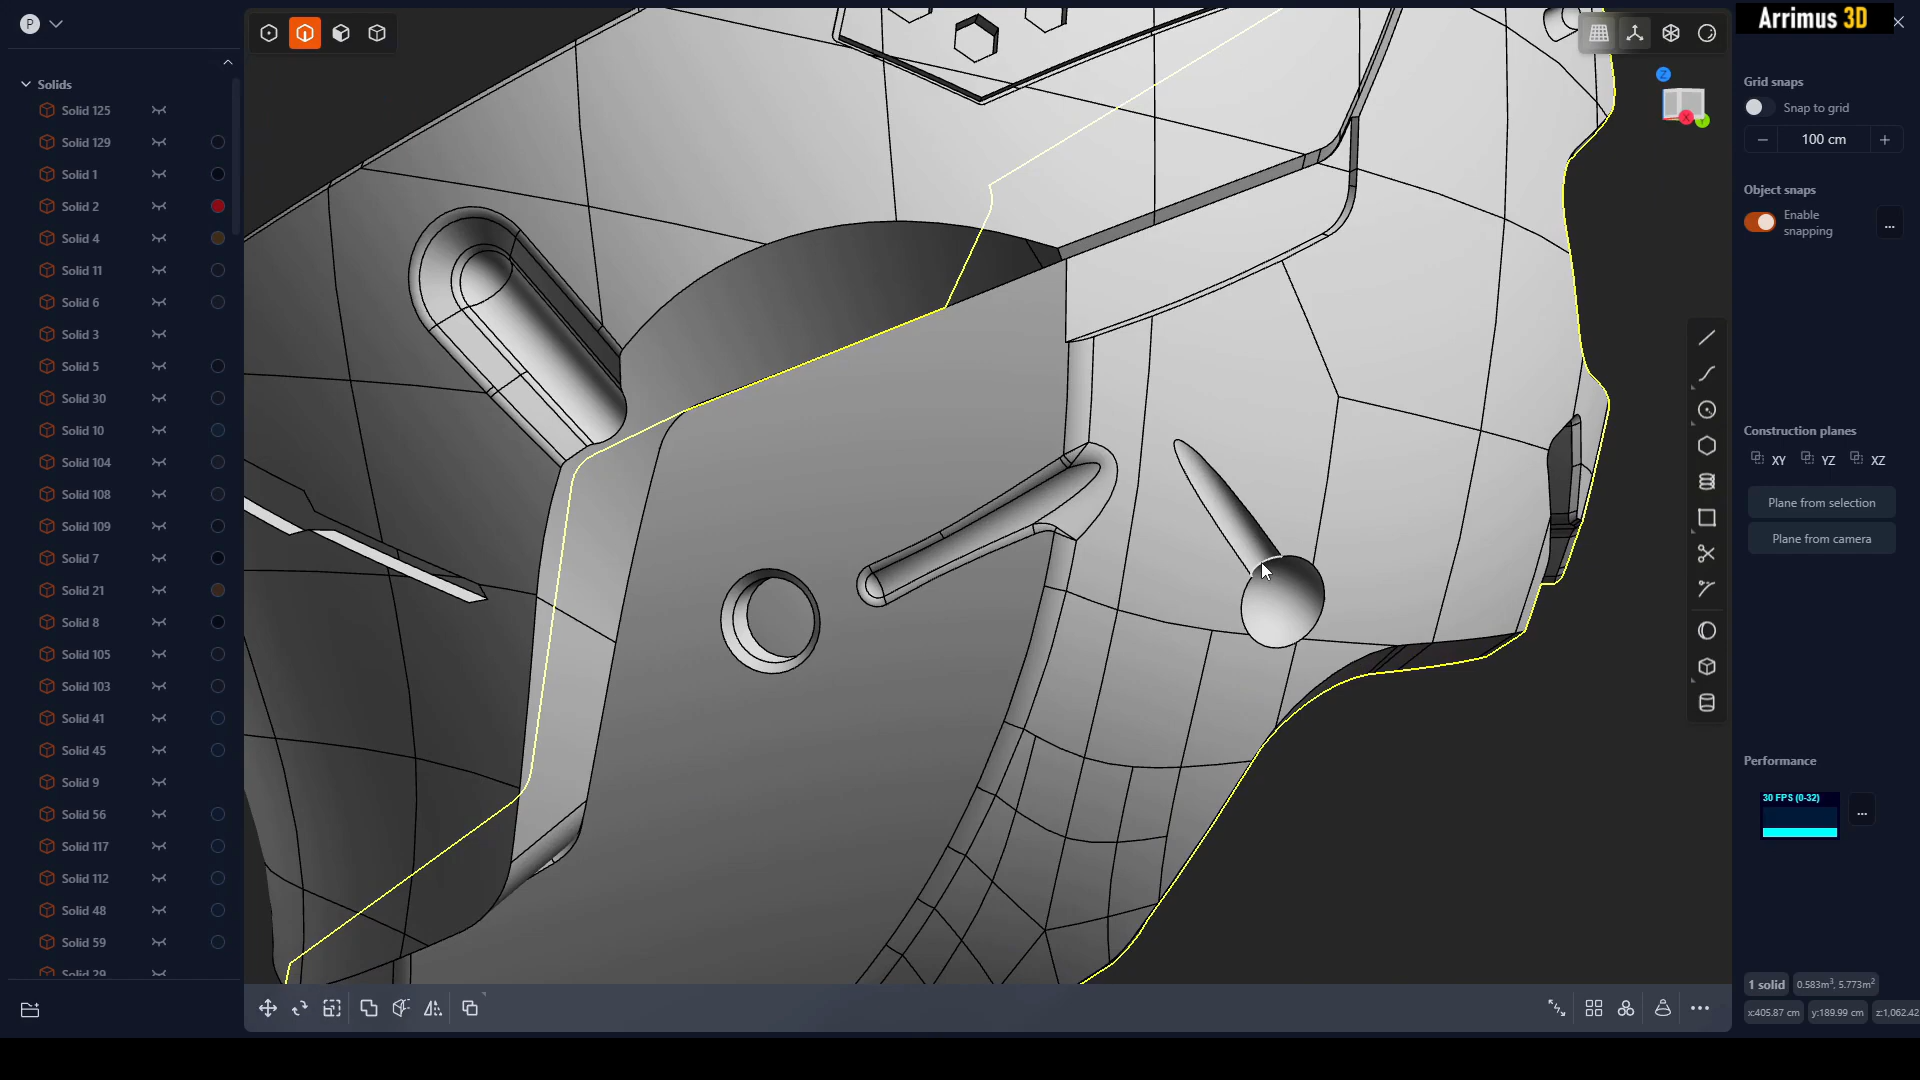 P
Solids
Solid 125
Solid 129
Solid 1
Solid 2
Solid 4
Solid 11
Solid 6
Solid 3
Solid 5
Solid 30
Solid 10
Solid 104
Solid 108
Solid 109
Solid 7
Solid 21
Solid 8
Solid 105
Solid 103
Solid 41
Solid 45
Solid 9
Solid 56
Solid 117
Solid 112
Solid 48
Solid 59
Solid 29
Z
X
Y
Arrimus 3D
Grid snaps
Snap to grid
100 cm
Object snaps
Enable
snapping
...
Construction planes
XY YZ XZ
Plane from selection
Plane from camera
Performance
30 FPS (0-32)
...
1 solid 0.583m³, 5.773m²
x:405.87 cm y:189.99 cm z:1,062.42